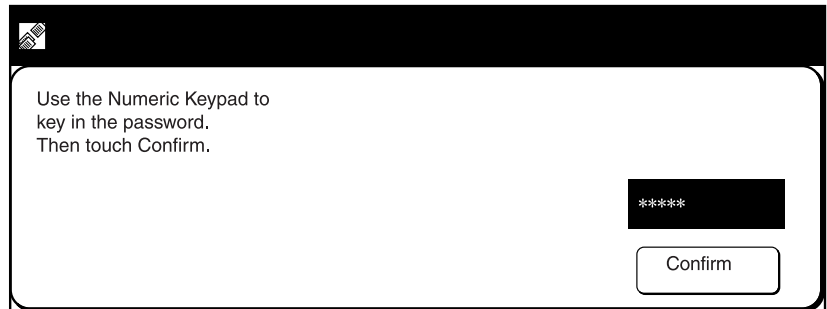 Use the Numeric Keypad to
key in the password.
Then touch Confirm.
*****
Confirm